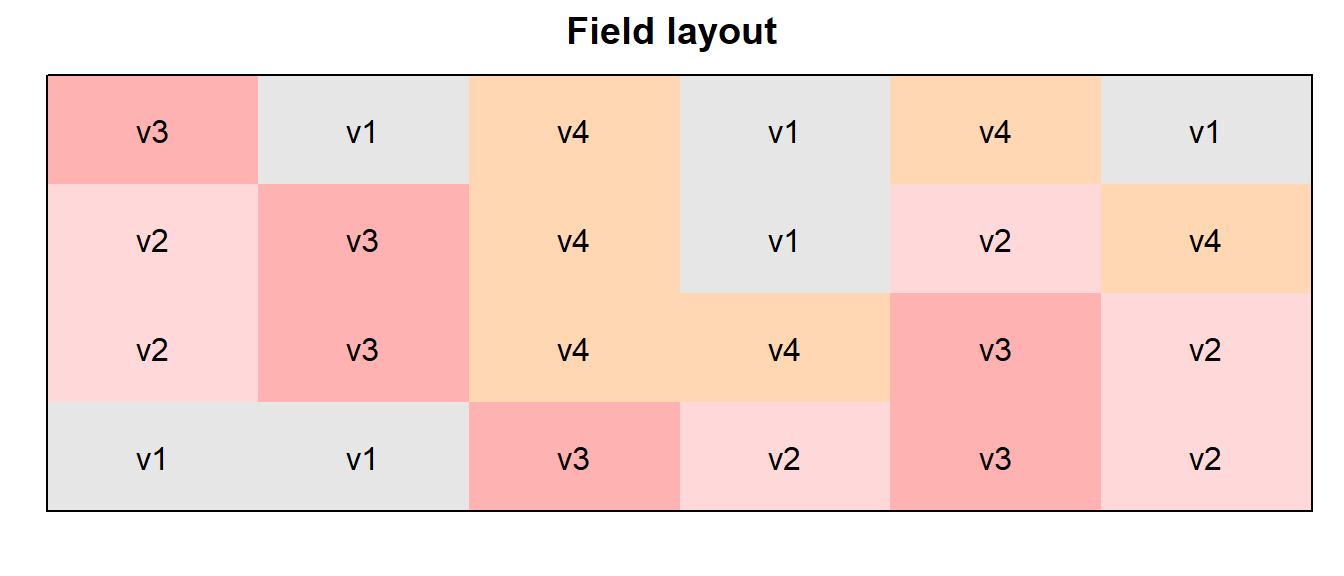 Field layout
v3 v1 v4 v1 v4 v1
v2 v3 v4 v1 v2 v4
v2 v3 v4 v4 v3 v2
v1 v1 v3 v2 v3 v2